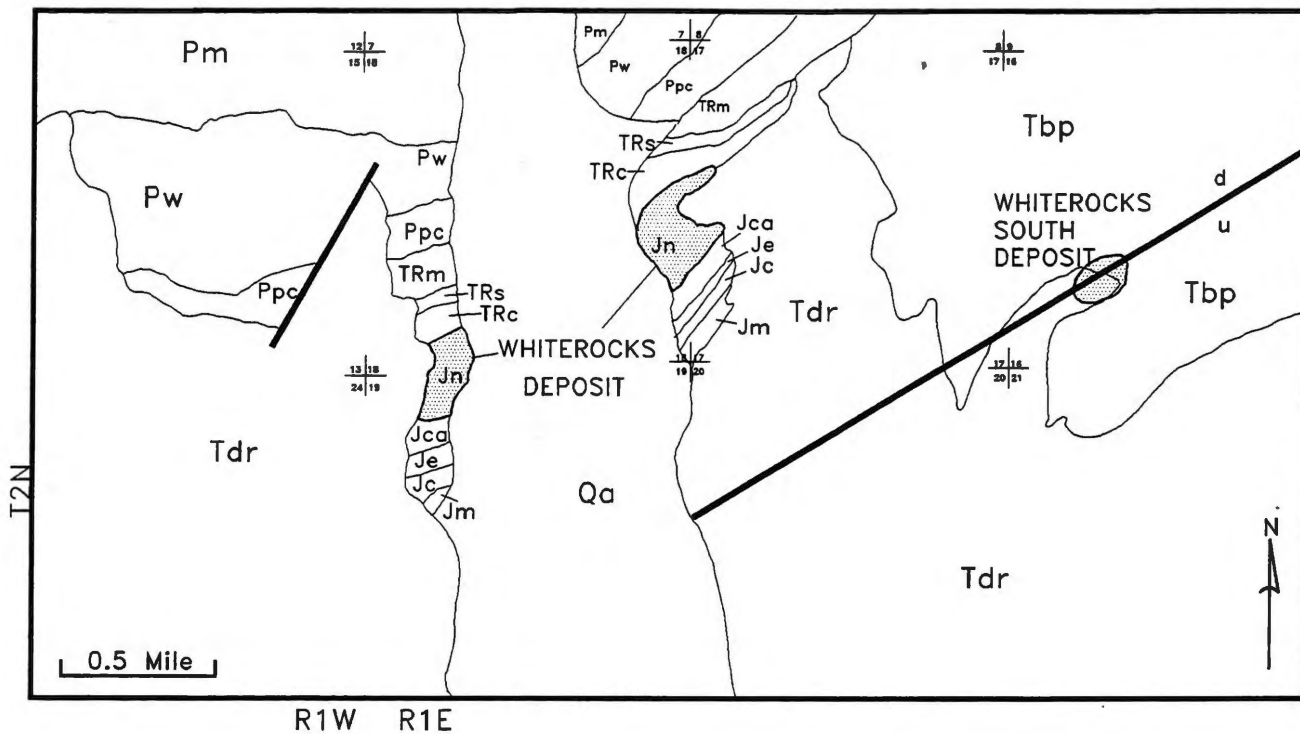 Pm
12 7
13 18
Pm
7 8
18 17
Pw
Ppc
TRm
8 9
17 16
Tbp
TRs
TRc
Pw
Pw
Ppc
TRm
TRs
TRc
Ppc
Jn
Jca
Je
Jc
Jm
Tdr
WHITEROCKS
SOUTH
DEPOSIT
d
u
Tbp
WHITEROCKS
DEPOSIT
13 18
24 19
Jn
18 17
19 20
17 16
20 21
Tdr
Jca
Je
Jc
Jm
Qa
Tdr
T2N
N
0.5 Mile
R1W R1E